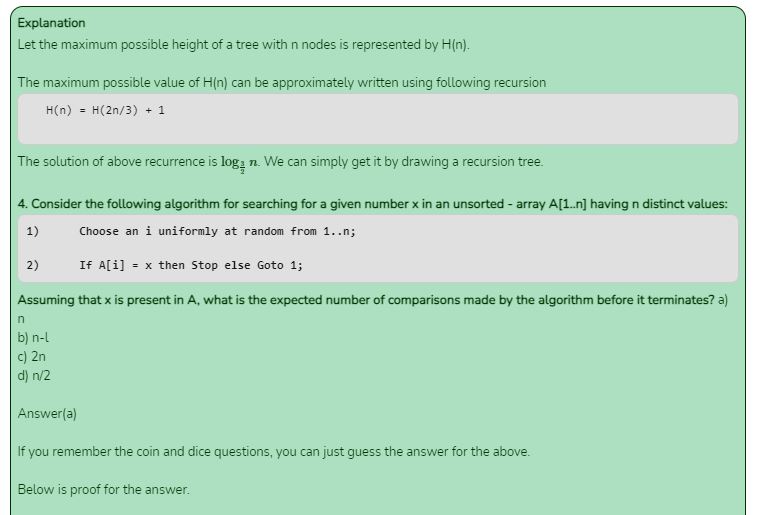 Explanation
Let the maximum possible height of a tree with n nodes is represented by H(n).
The maximum possible value of H(n) can be approximately written using following recursion
H(n) = H(2n/3) + 1
The solution of above recurrence is log_{3/2} n. We can simply get it by drawing a recursion tree.
4. Consider the following algorithm for searching for a given number x in an unsorted - array A[1..n] having n distinct values:
1) Choose an i uniformly at random from 1..n;
2) If A[i] = x then Stop else Goto 1;
Assuming that x is present in A, what is the expected number of comparisons made by the algorithm before it terminates? a)
n
b) n-l
c) 2n
d) n/2
Answer(a)
If you remember the coin and dice questions, you can just guess the answer for the above.
Below is proof for the answer.